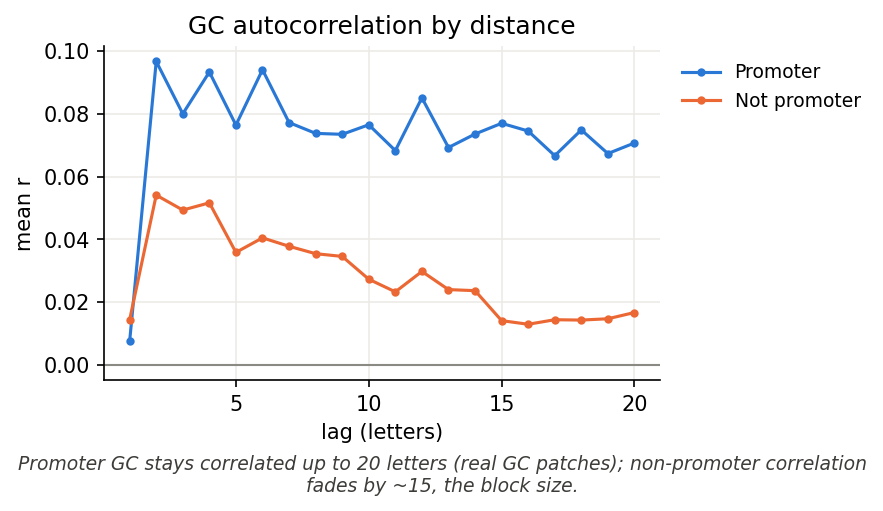 GC autocorrelation by distance
0.10
0.08
0.06
0.04
0.02
0.00
mean r
5
10
15
20
lag (letters)
Promoter
Not promoter
Promoter GC stays correlated up to 20 letters (real GC patches); non-promoter correlation
fades by ~15, the block size.